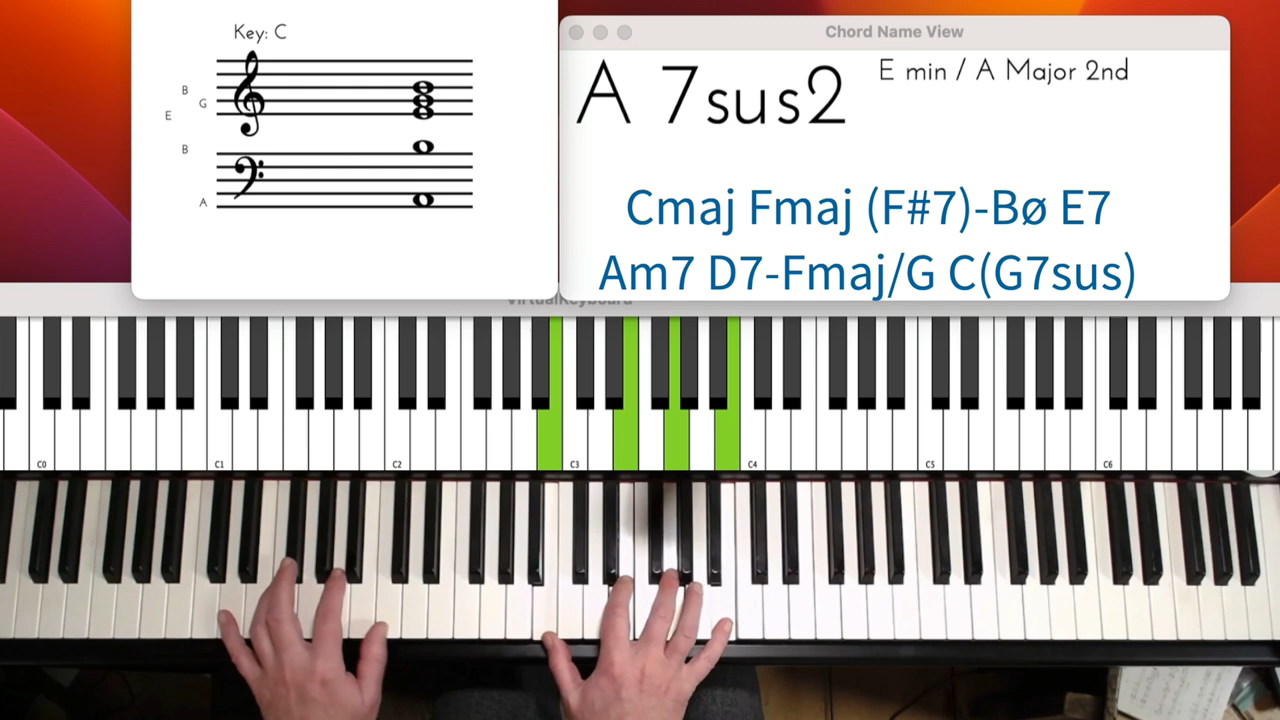 Key: C
B
G
E
B
A
Chord Name View
A 7sus2
E min / A Major 2nd
Cmaj Fmaj (F#7)-Bø E7
Am7 D7-Fmaj/G C(G7sus)
VirtualKeyboard
C0 C1 C2 C3 C4 C5 C6